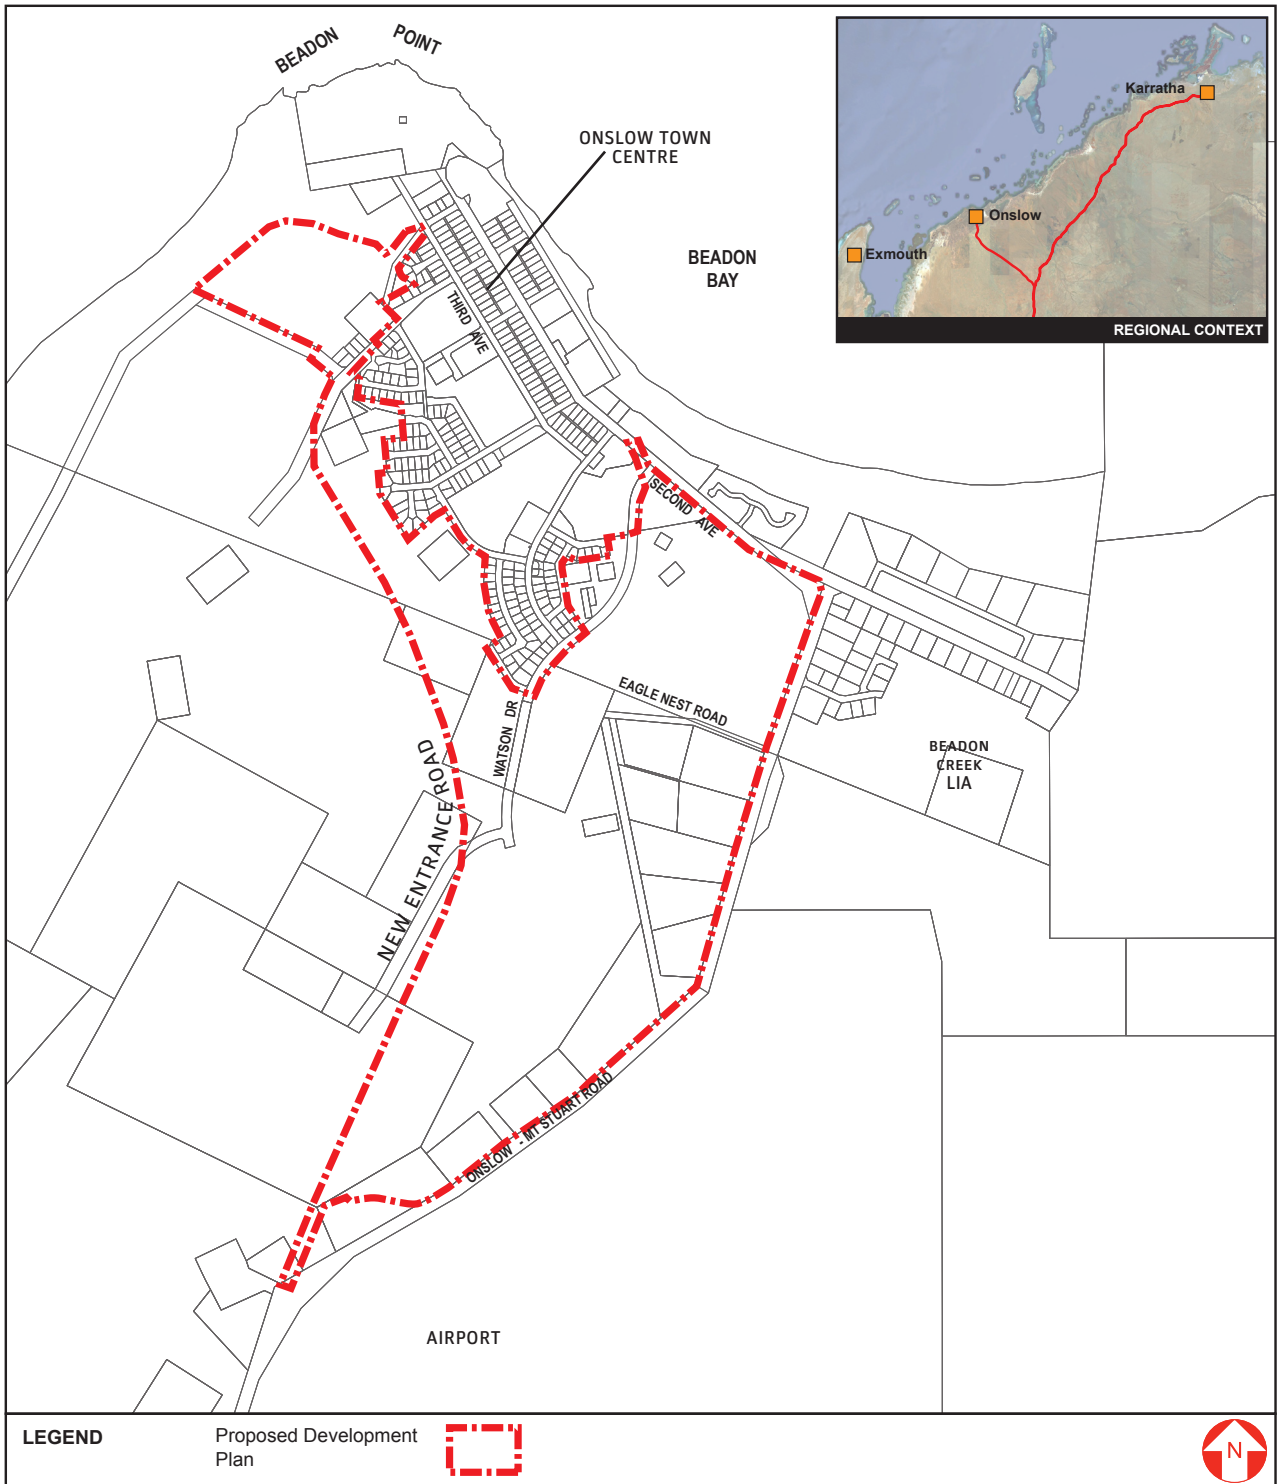 BEADON POINT
ONSLOW TOWN
CENTRE
Karratha
Onslow
Exmouth
REGIONAL CONTEXT
BEADON
BAY
THIRD AVE
SECOND AVE
EAGLE NEST ROAD
WATSON DR
NEW ENTRANCE ROAD
BEADON
CREEK
LIA
ONSLOW - MT STUART ROAD
AIRPORT
LEGEND
Proposed Development
Plan
N